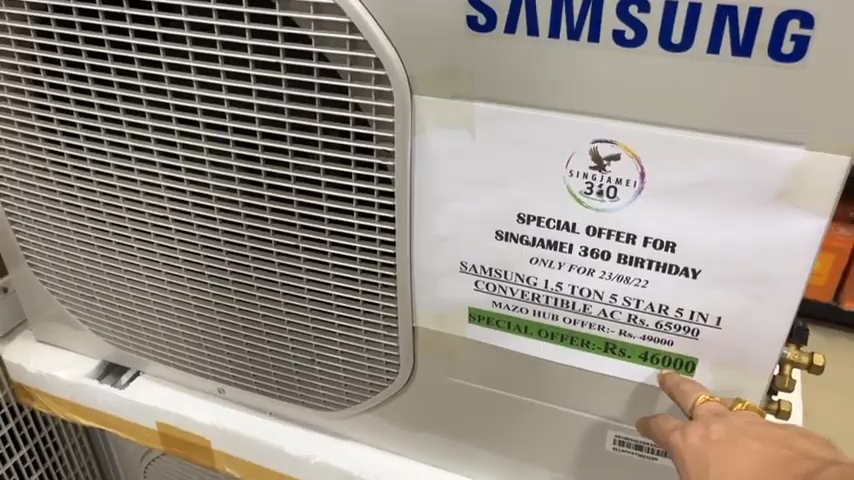 SAMSUNG
SINGJAMEI
360
SPECIAL OFFER FOR
SINGJAMEI 360 BIRTHDAY
ONLY FOR 23/08/22
SAMSUNG 1.5 TON 5 STAR 5 IN 1
CONVERTIBLE AC Rs. 65990
MAZO HUB OFFER:- Rs. 49000
SPECIAL OFFER:-Rs. 46000